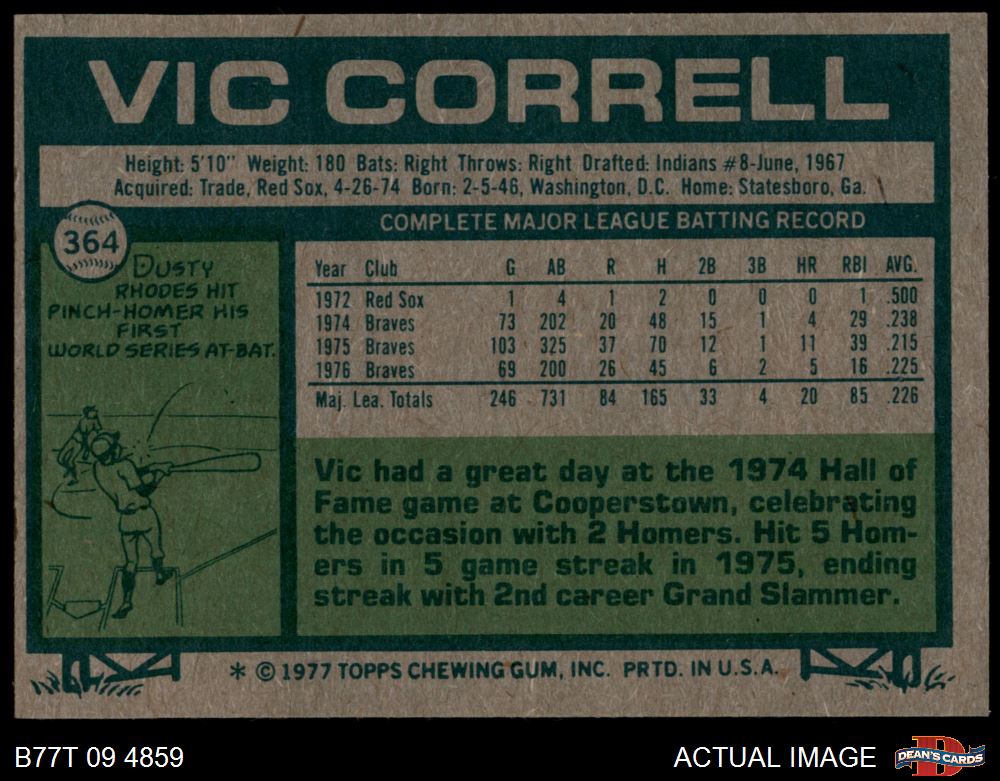 VIC CORRELL
Height: 5'10" Weight: 180 Bats: Right Throws: Right Drafted: Indians #8-June, 1967
Acquired: Trade, Red Sox, 4-26-74 Born: 2-5-46, Washington, D.C. Home: Statesboro, Ga.
364
DUSTY
RHODES HIT
PINCH-HOMER HIS
FIRST
WORLD SERIES AT-BAT.
COMPLETE MAJOR LEAGUE BATTING RECORD
Year Club G AB R H 2B 3B HR RBI AVG.
1972 Red Sox 1 4 1 2 0 0 0 1 .500
1974 Braves 73 202 20 48 15 1 4 29 .238
1975 Braves 103 325 37 70 12 1 11 39 .215
1976 Braves 69 200 26 45 6 2 5 16 .225
Maj. Lea. Totals 246 731 84 165 33 4 20 85 .226
Vic had a great day at the 1974 Hall of
Fame game at Cooperstown, celebrating
the occasion with 2 Homers. Hit 5 Hom-
ers in 5 game streak in 1975, ending
streak with 2nd career Grand Slammer.
* © 1977 TOPPS CHEWING GUM, INC. PRTD. IN U.S.A.
B77T 09 4859
ACTUAL IMAGE
D
DEAN'S CARDS